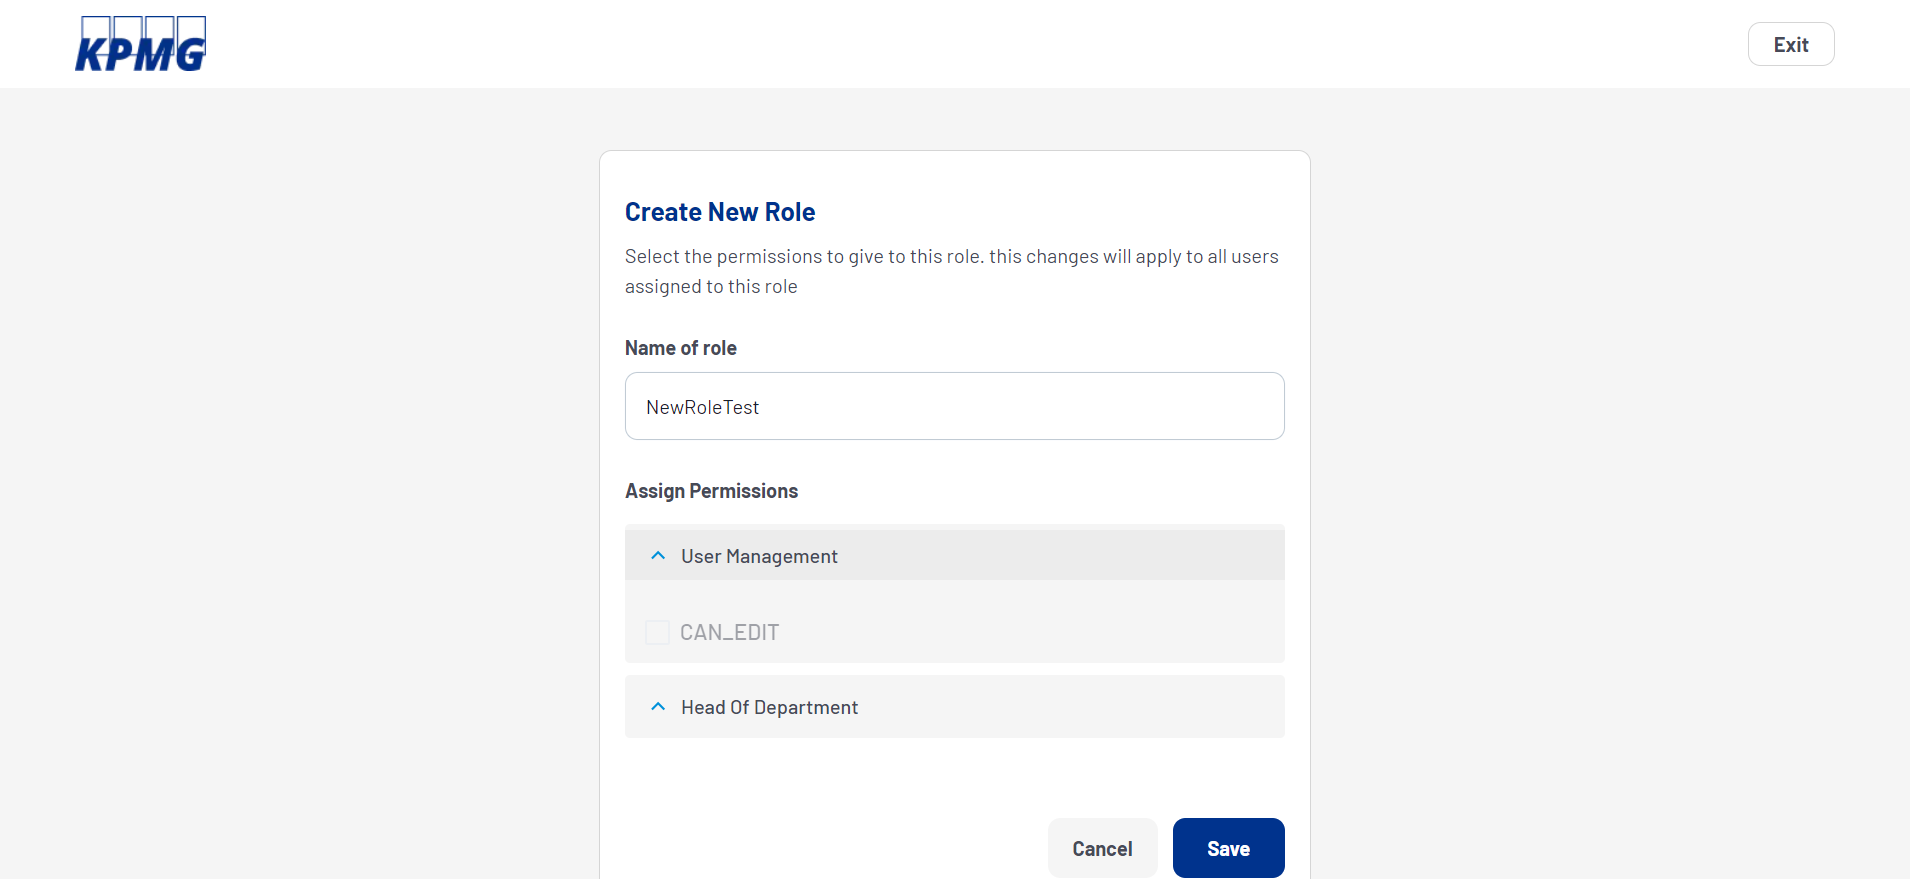 KPMG
Exit
Create New Role
Select the permissions to give to this role. this changes will apply to all users
assigned to this role
Name of role
NewRoleTest
Assign Permissions
User Management
CAN_EDIT
Head Of Department
Cancel
Save